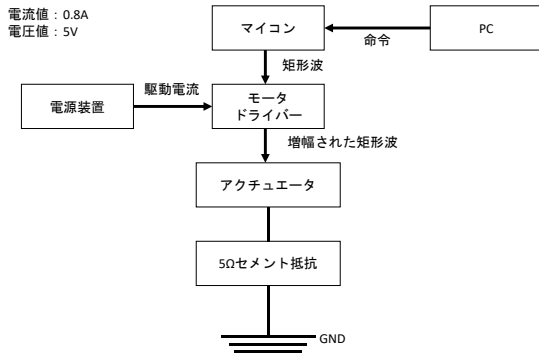 電流値：0.8A
電圧値：5V
マイコン
命令
PC
矩形波
電源装置
駆動電流
モータ
ドライバー
増幅された矩形波
アクチュエータ
5Ωセメント抵抗
GND